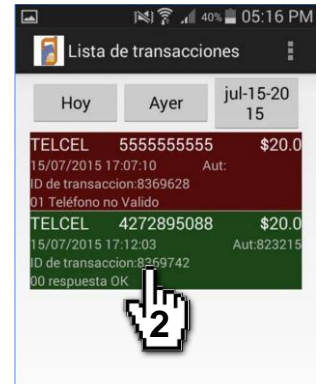 40% 05:16 PM
Lista de transacciones
Hoy
Ayer
jul-15-20
15
TELCEL 5555555555 $20.0
15/07/2015 17:07:10 Aut:
ID de transaccion:8369628
01 Teléfono no Valido
TELCEL 4272895088 $20.0
15/07/2015 17:12:03 Aut:823215
ID de transaccion:8369742
00 respuesta OK
2